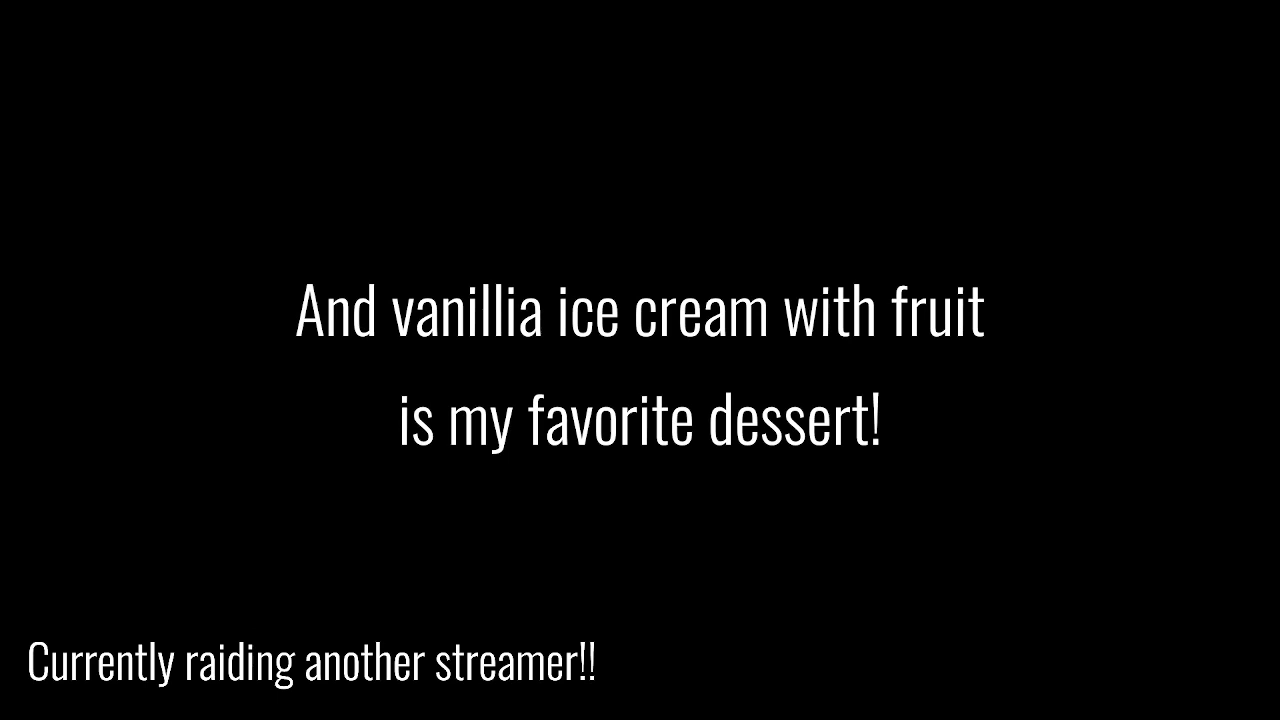 And vanillia ice cream with fruit
is my favorite dessert!
Currently raiding another streamer!!